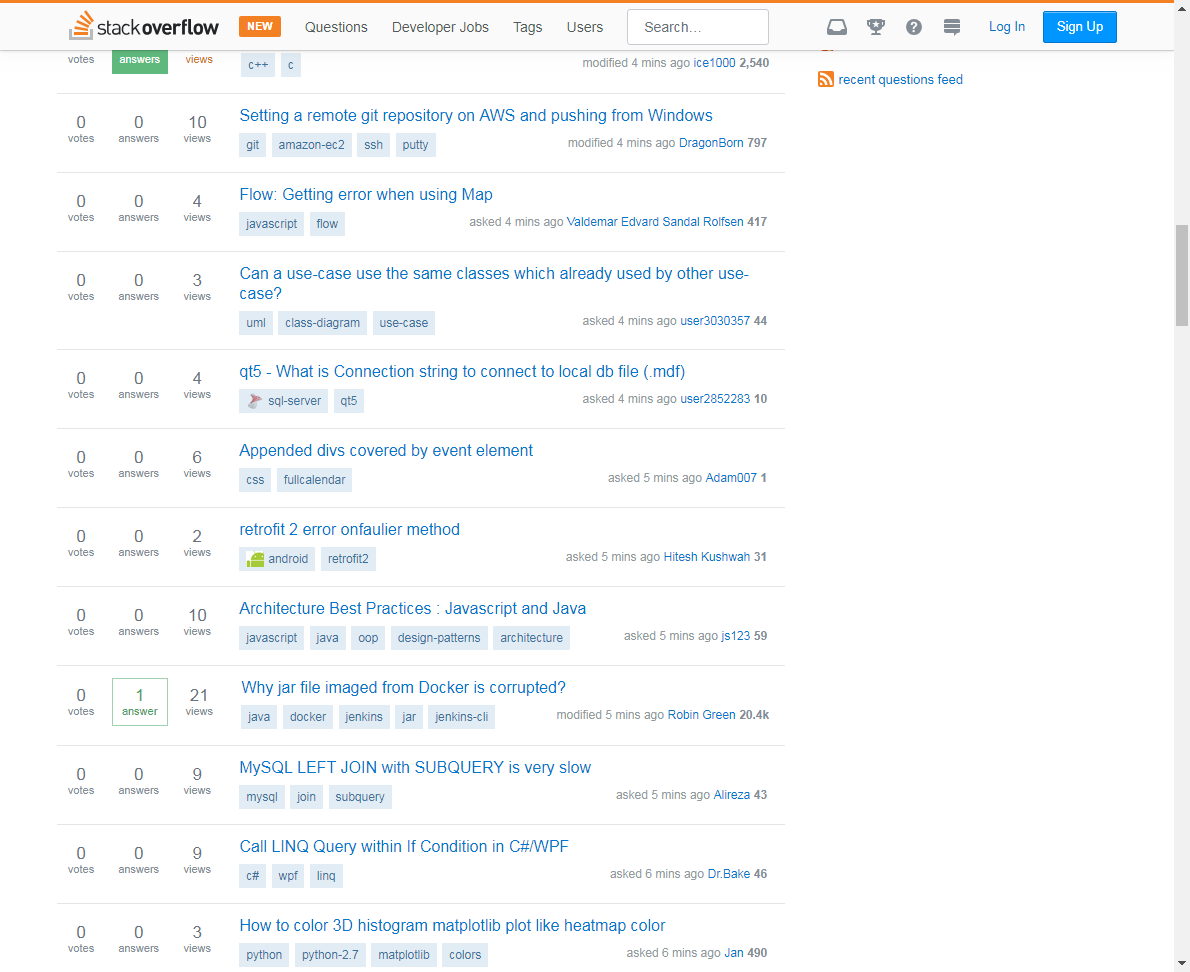 stackoverflow NEW Questions Developer Jobs Tags Users Search... ? Log In Sign Up
votes answers views c++ c modified 4 mins ago ice1000 2,540
recent questions feed
0 votes 0 answers 10 views
Setting a remote git repository on AWS and pushing from Windows
git amazon-ec2 ssh putty modified 4 mins ago DragonBorn 797
0 votes 0 answers 4 views
Flow: Getting error when using Map
javascript flow asked 4 mins ago Valdemar Edvard Sandal Rolfsen 417
0 votes 0 answers 3 views
Can a use-case use the same classes which already used by other use-
case?
uml class-diagram use-case asked 4 mins ago user3030357 44
0 votes 0 answers 4 views
qt5 - What is Connection string to connect to local db file (.mdf)
sql-server qt5 asked 4 mins ago user2852283 10
0 votes 0 answers 6 views
Appended divs covered by event element
css fullcalendar asked 5 mins ago Adam007 1
0 votes 0 answers 2 views
retrofit 2 error onfaulier method
android retrofit2 asked 5 mins ago Hitesh Kushwah 31
0 votes 0 answers 10 views
Architecture Best Practices : Javascript and Java
javascript java oop design-patterns architecture asked 5 mins ago js123 59
0 votes 1 answer 21 views
Why jar file imaged from Docker is corrupted?
java docker jenkins jar jenkins-cli modified 5 mins ago Robin Green 20.4k
0 votes 0 answers 9 views
MySQL LEFT JOIN with SUBQUERY is very slow
mysql join subquery asked 5 mins ago Alireza 43
0 votes 0 answers 9 views
Call LINQ Query within If Condition in C#/WPF
c# wpf linq asked 6 mins ago Dr.Bake 46
0 votes 0 answers 3 views
How to color 3D histogram matplotlib plot like heatmap color
python python-2.7 matplotlib colors asked 6 mins ago Jan 490